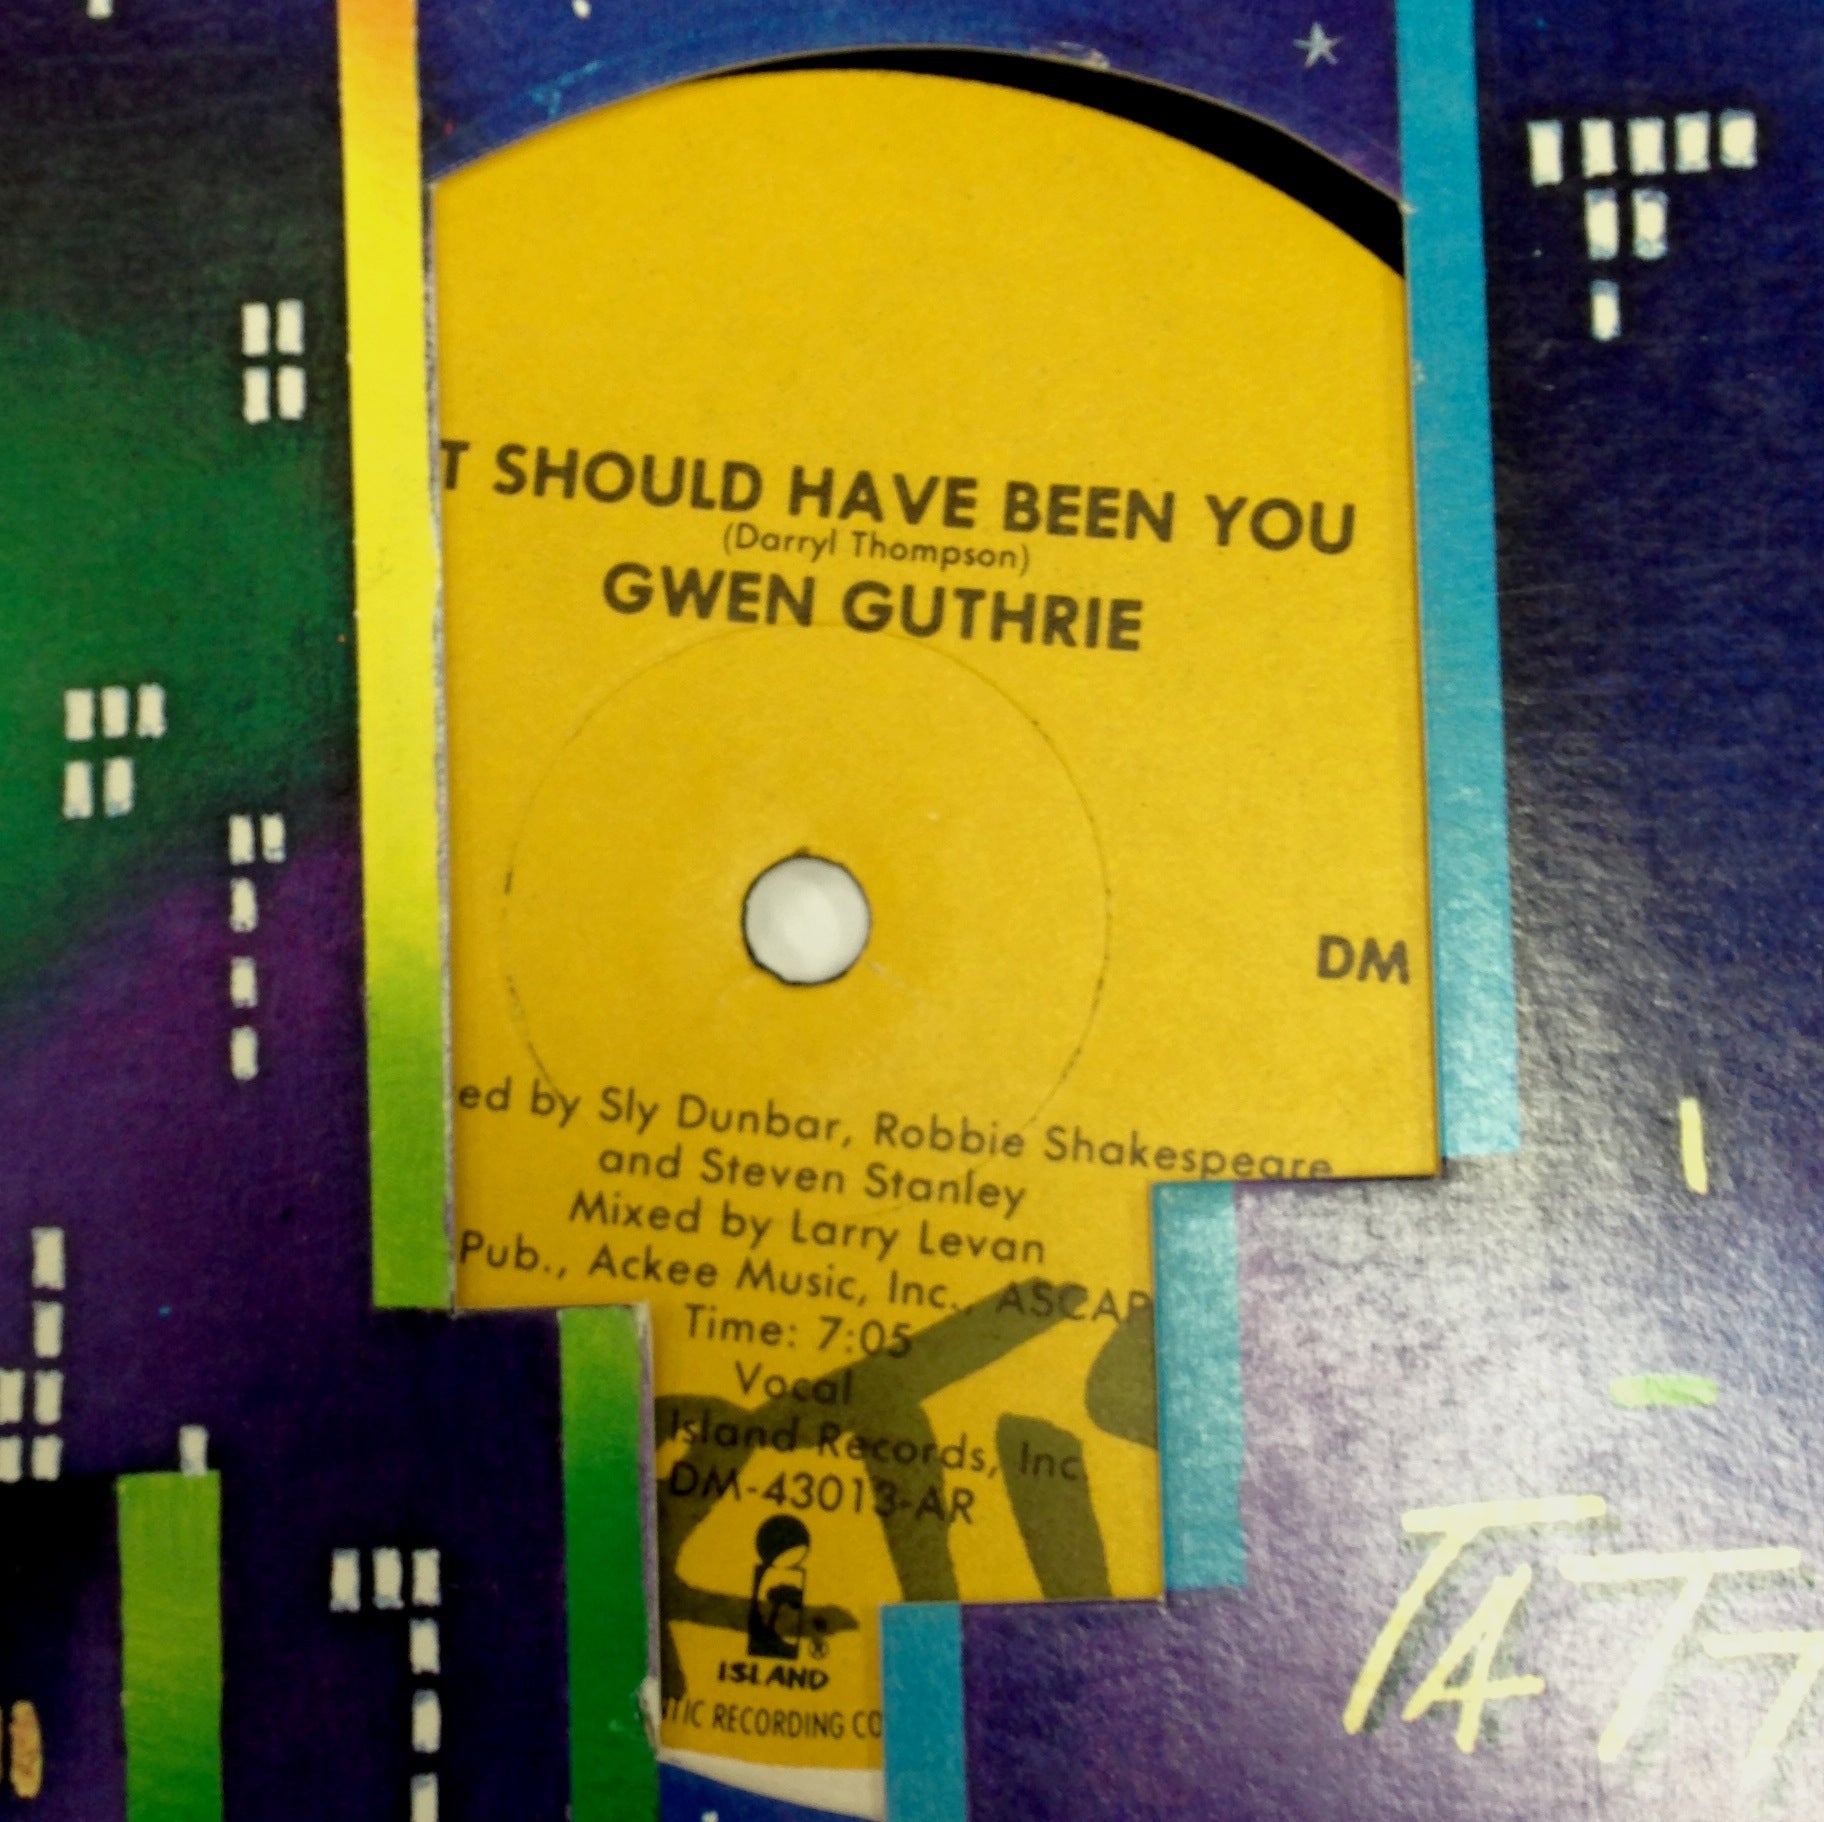 T SHOULD HAVE BEEN YOU
(Darryl Thompson)
GWEN GUTHRIE
DM
ed by Sly Dunbar, Robbie Shakespeare
and Steven Stanley
Mixed by Larry Levan
Pub., Ackee Music, Inc., ASCAP
Time: 7:05
Vocal
Island Records, Inc.
DM-43013-AR
ISLAND
NTIC RECORDING CO
TATT